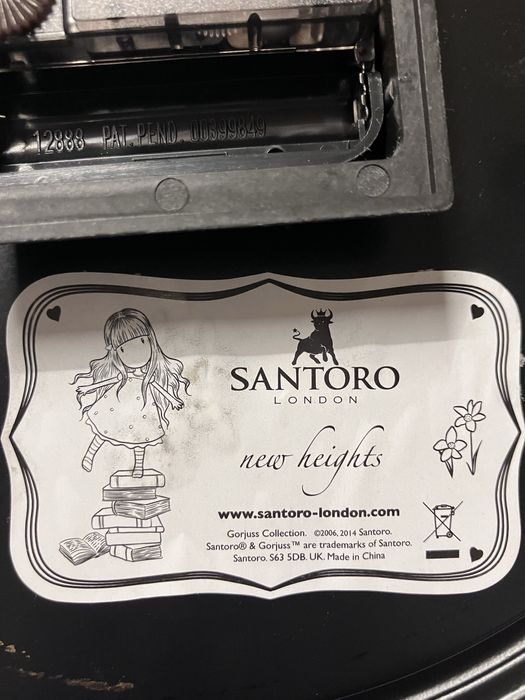 12888 PAT. PEND. 00399849
SANTORO
LONDON
new heights
www.santoro-london.com
Gorjuss Collection. ©2006, 2014 Santoro.
Santoro® & Gorjuss™ are trademarks of Santoro.
Santoro. S63 5DB. UK. Made in China